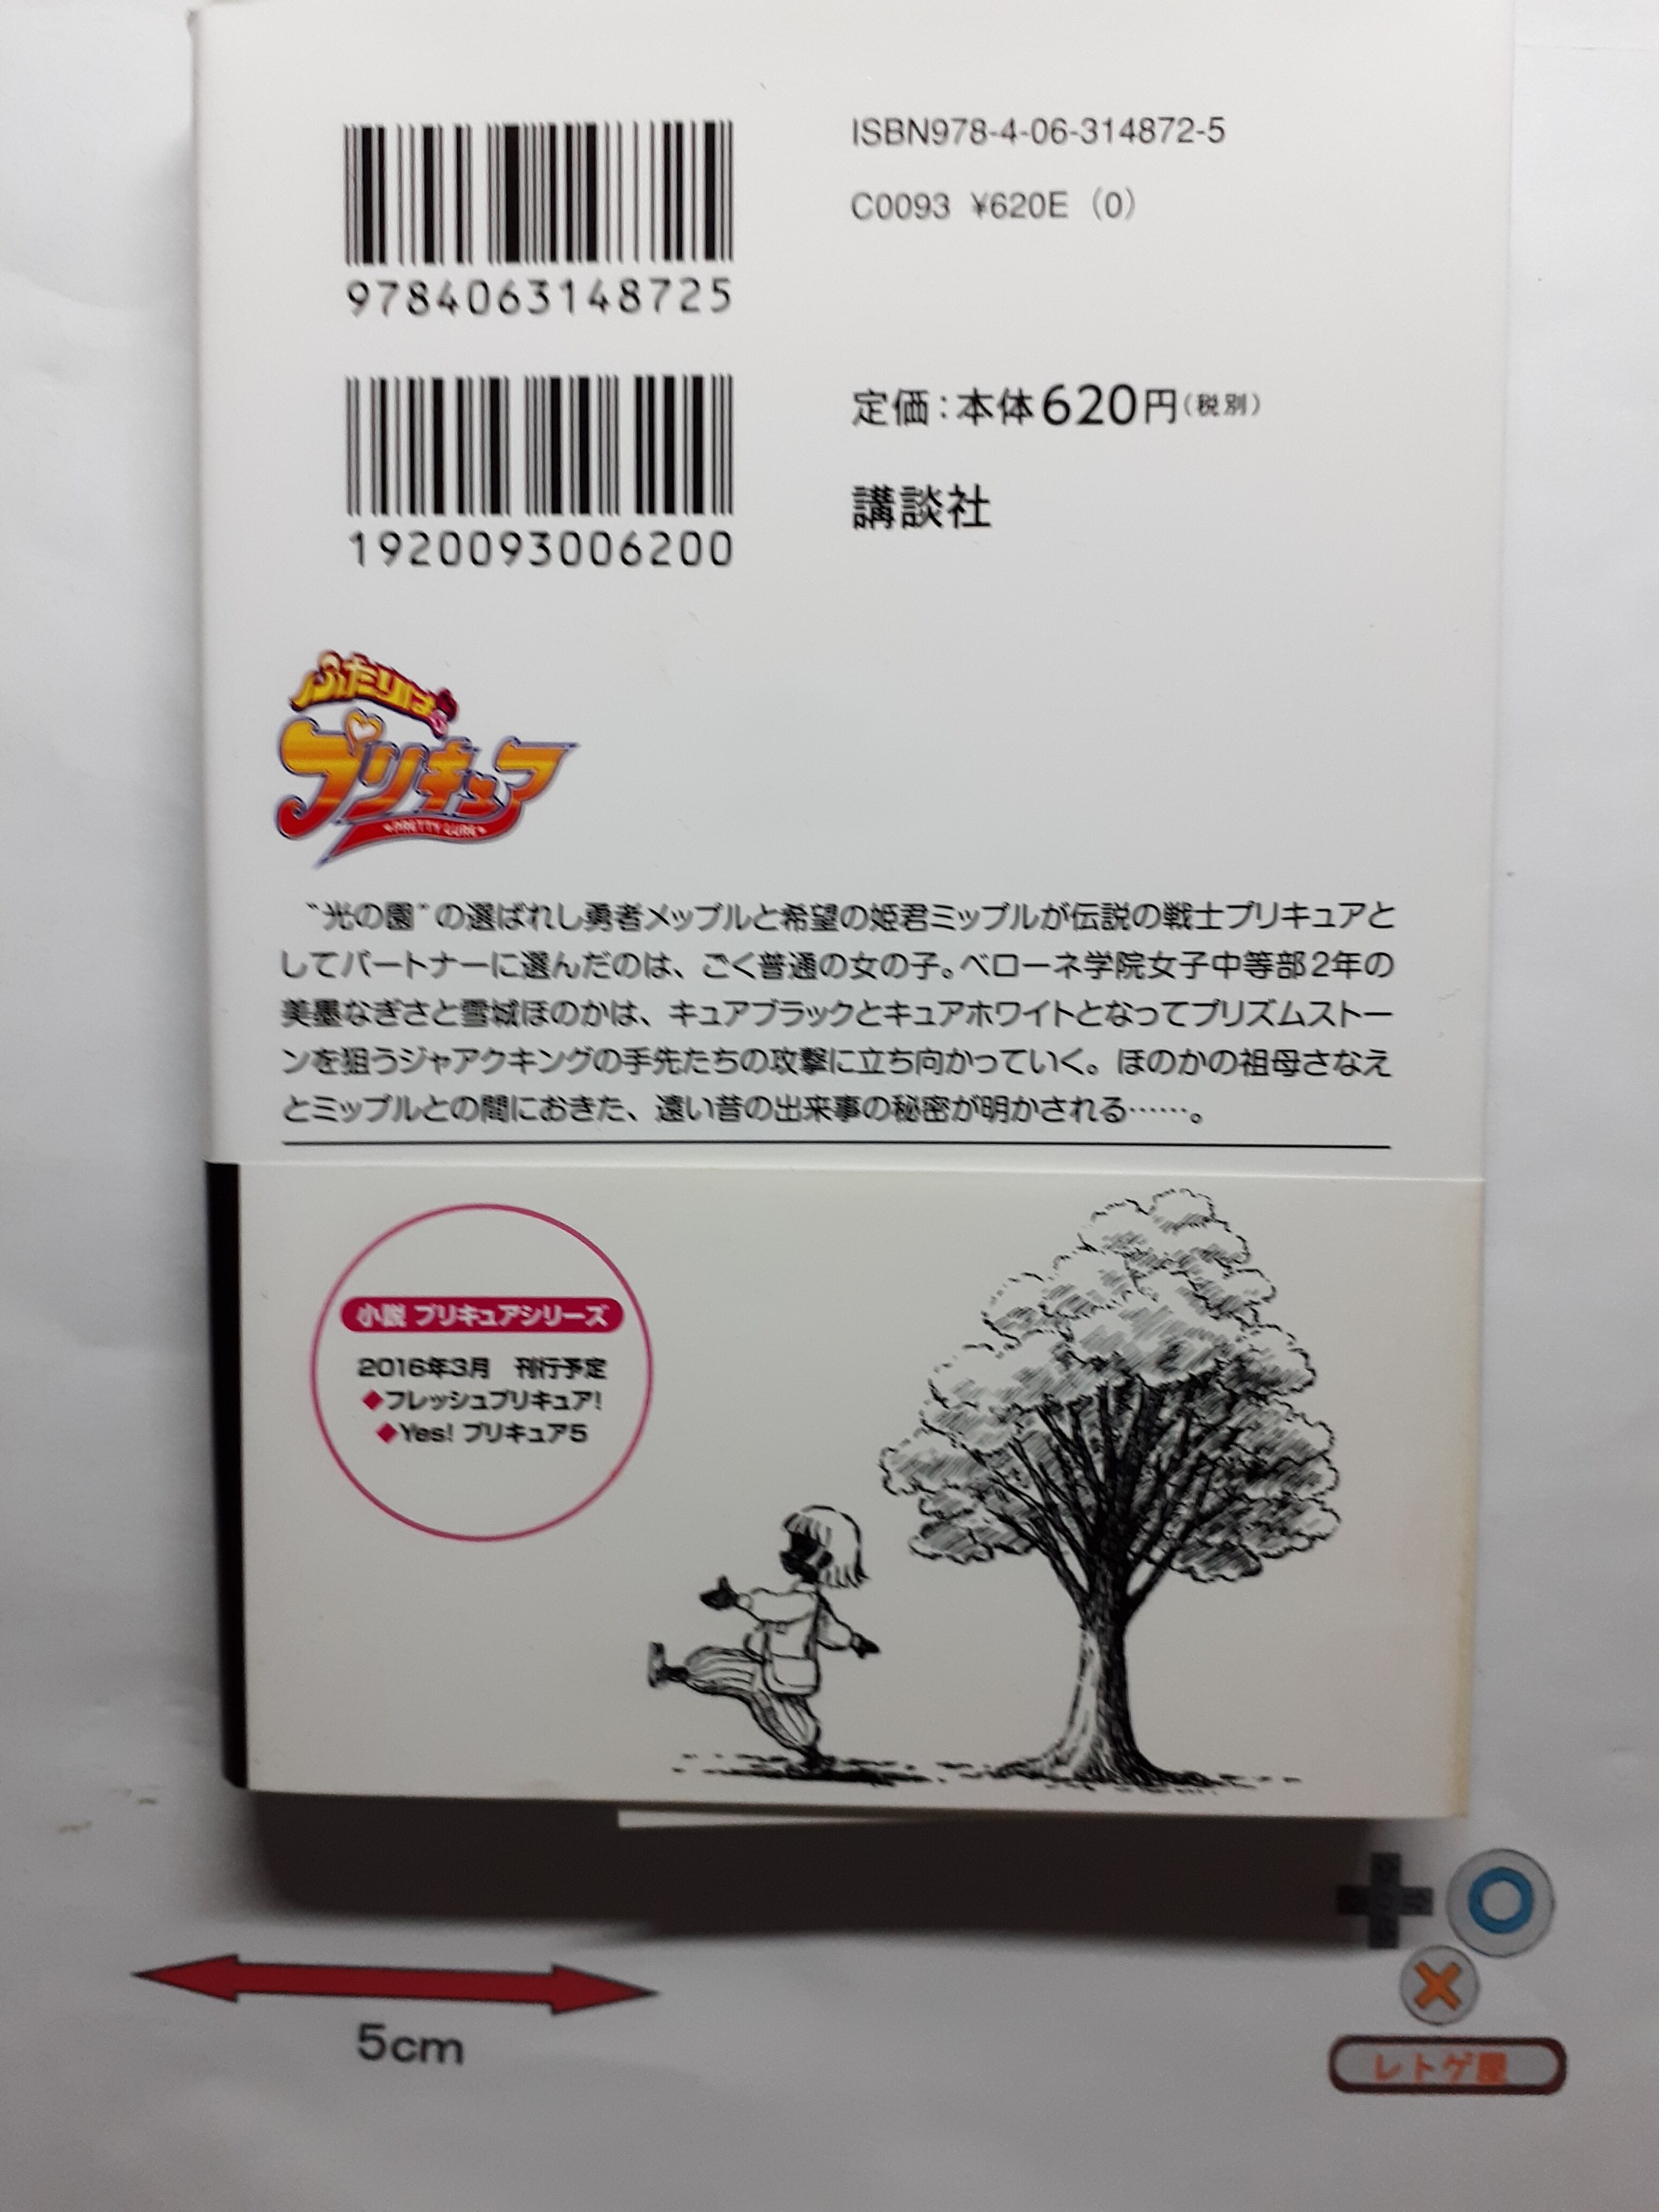 ISBN978-4-06-314872-5
C0093 ¥620E (0)
9784063148725
定価:本体620円(税別)
講談社
1920093006200
ふたりは
プリキュア
PRETTY CURE
〝光の園〟の選ばれし勇者メップルと希望の姫君ミップルが伝説の戦士プリキュアと
してパートナーに選んだのは、ごく普通の女の子。ベローネ学院女子中等部2年の
美墨なぎさと雪城ほのかは、キュアブラックとキュアホワイトとなってプリズムストー
ンを狙うジャアクキングの手先たちの攻撃に立ち向かっていく。ほのかの祖母さなえ
とミップルとの間におきた、遠い昔の出来事の秘密が明かされる……。
小説 プリキュアシリーズ
2016年3月 刊行予定
◆フレッシュプリキュア!
◆Yes! プリキュア5
5cm
レトゲ屋